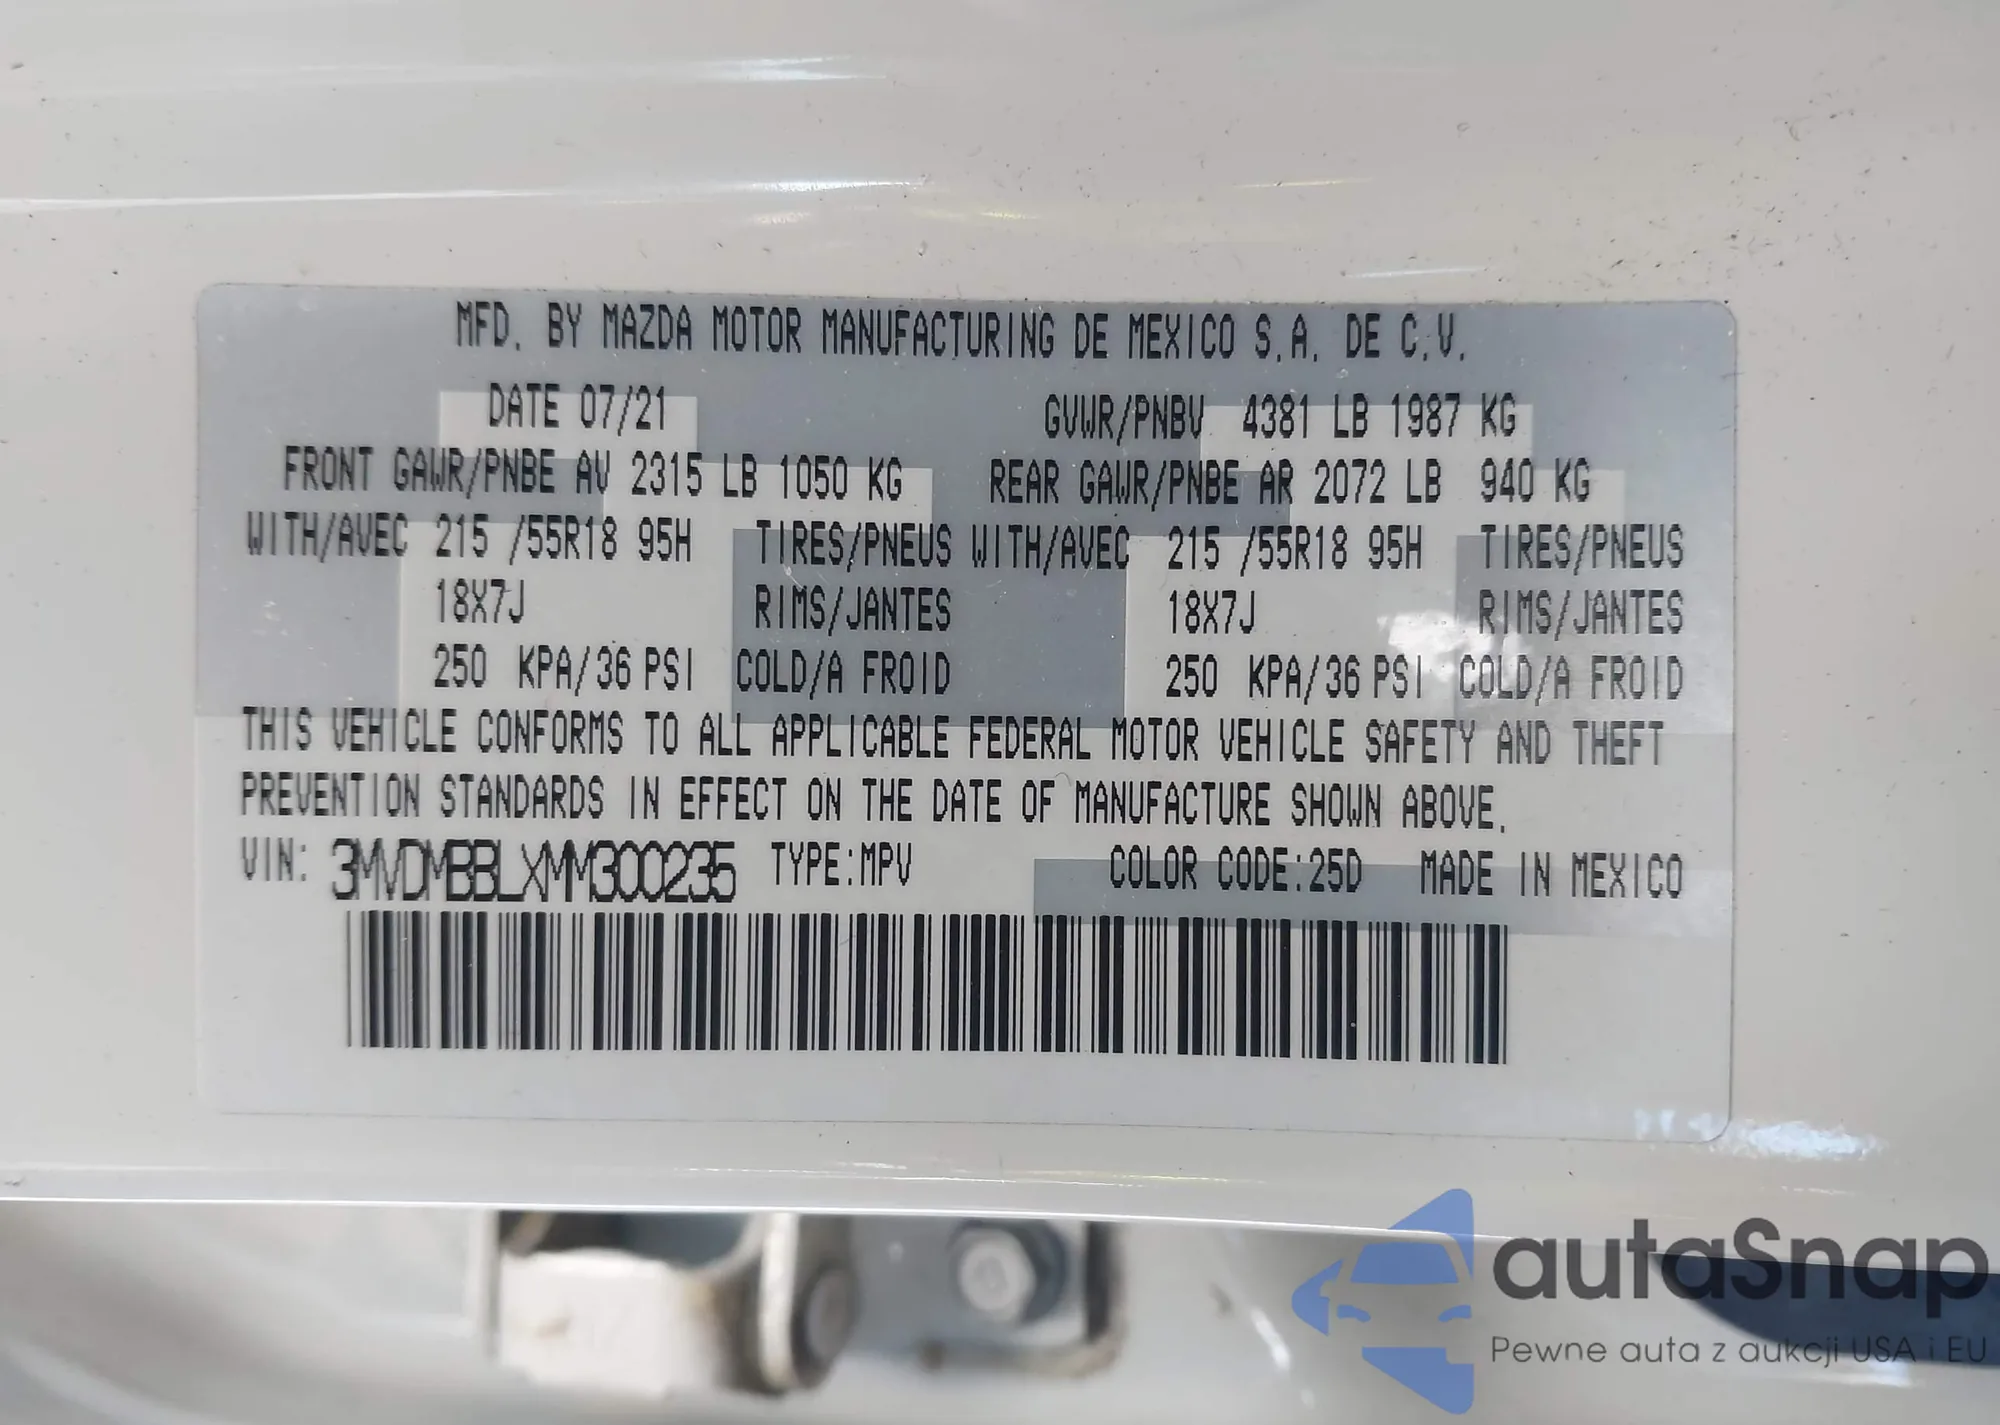 MFD. BY MAZDA MOTOR MANUFACTURING DE MEXICO S.A. DE C.V.
DATE 07/21 GVWR/PNBV 4381 LB 1987 KG
FRONT GAWR/PNBE AV 2315 LB 1050 KG REAR GAWR/PNBE AR 2072 LB 940 KG
WITH/AVEC 215 /55R18 95H TIRES/PNEUS WITH/AVEC 215 /55R18 95H TIRES/PNEUS
18X7J RIMS/JANTES 18X7J RIMS/JANTES
250 KPA/36 PSI COLD/A FROID 250 KPA/36 PSI COLD/A FROID
THIS VEHICLE CONFORMS TO ALL APPLICABLE FEDERAL MOTOR VEHICLE SAFETY AND THEFT
PREVENTION STANDARDS IN EFFECT ON THE DATE OF MANUFACTURE SHOWN ABOVE.
VIN: 3MVDMBBLXMM300235 TYPE:MPV COLOR CODE:25D MADE IN MEXICO
autaSnap
Pewne auta z aukcji USA i EU